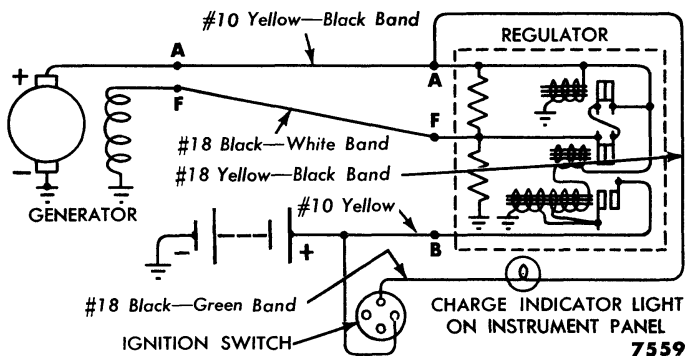 #10 Yellow—Black Band
REGULATOR
A
A
+
F
F
#18 Black—White Band
#18 Yellow—Black Band
−
GENERATOR
#10 Yellow
B
−
+
#18 Black—Green Band
CHARGE INDICATOR LIGHT
ON INSTRUMENT PANEL
IGNITION SWITCH
7559